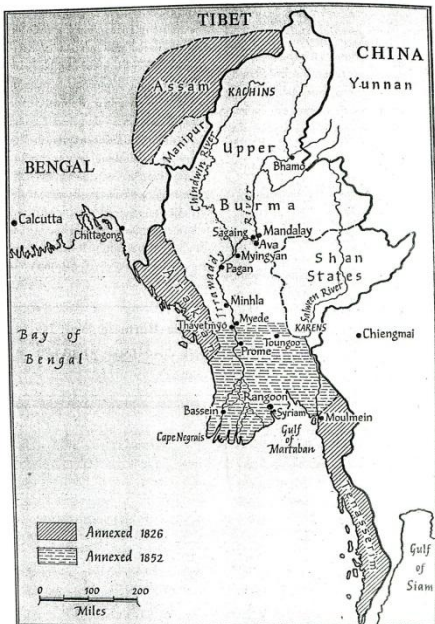 TIBET
CHINA
Yunnan
Assam
KACHINS
Manipur
Upper
Chindwin River
BENGAL
Bhamo
River
Burma
Calcutta
Chittagong
Sagaing
Mandalay
Ava
Myingyan
Shan
States
Pagan
Arakan
Irrawaddy
Salween River
Minhla
Myede
Thayetmyo
KARENS
Chiengmai
Bay of
Bengal
Toungoo
Prome
Rangoon
Bassein
Syriam
Moulmein
Cape Negrais
Gulf
of
Martaban
Tenasserim
Annexed 1826
Annexed 1852
Gulf
of
Siam
0 100 200
Miles